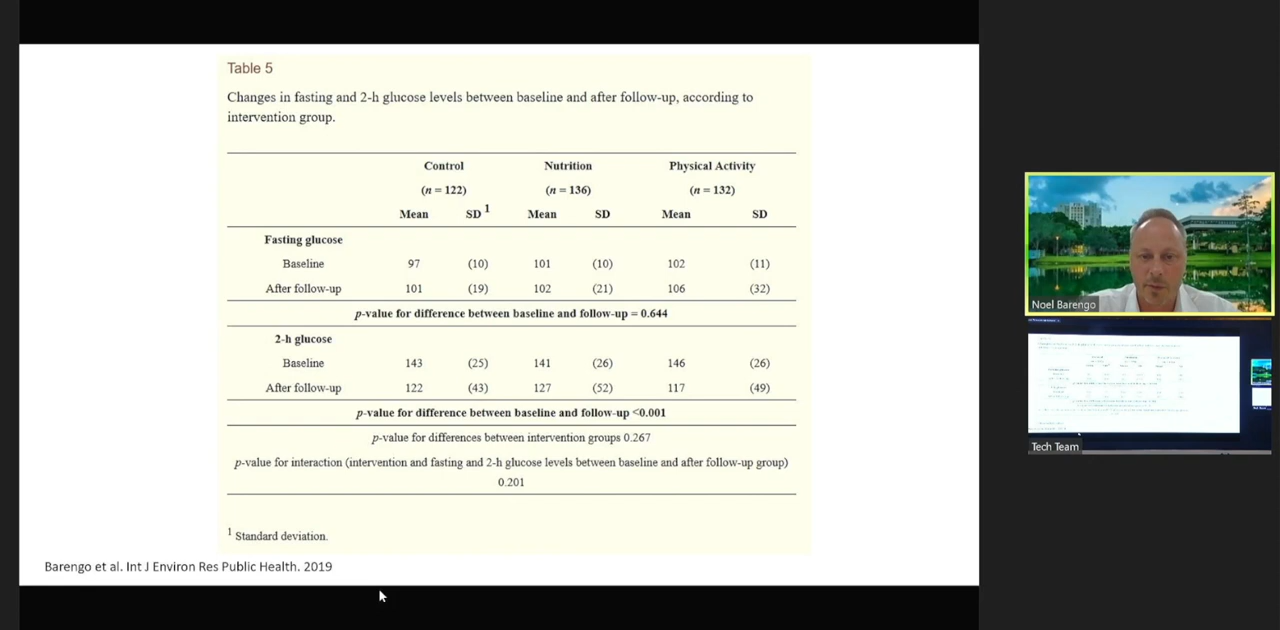 Table 5
Changes in fasting and 2-h glucose levels between baseline and after follow-up, according to
intervention group.
Control Nutrition Physical Activity
(n = 122) (n = 136) (n = 132)
Mean SD 1 Mean SD Mean SD
Fasting glucose
Baseline 97 (10) 101 (10) 102 (11)
After follow-up 101 (19) 102 (21) 106 (32)
p-value for difference between baseline and follow-up = 0.644
2-h glucose
Baseline 143 (25) 141 (26) 146 (26)
After follow-up 122 (43) 127 (52) 117 (49)
p-value for difference between baseline and follow-up <0.001
p-value for differences between intervention groups 0.267
p-value for interaction (intervention and fasting and 2-h glucose levels between baseline and after follow-up group)
0.201
1 Standard deviation.
Barengo et al. Int J Environ Res Public Health. 2019
Noel Barengo
Tech Team